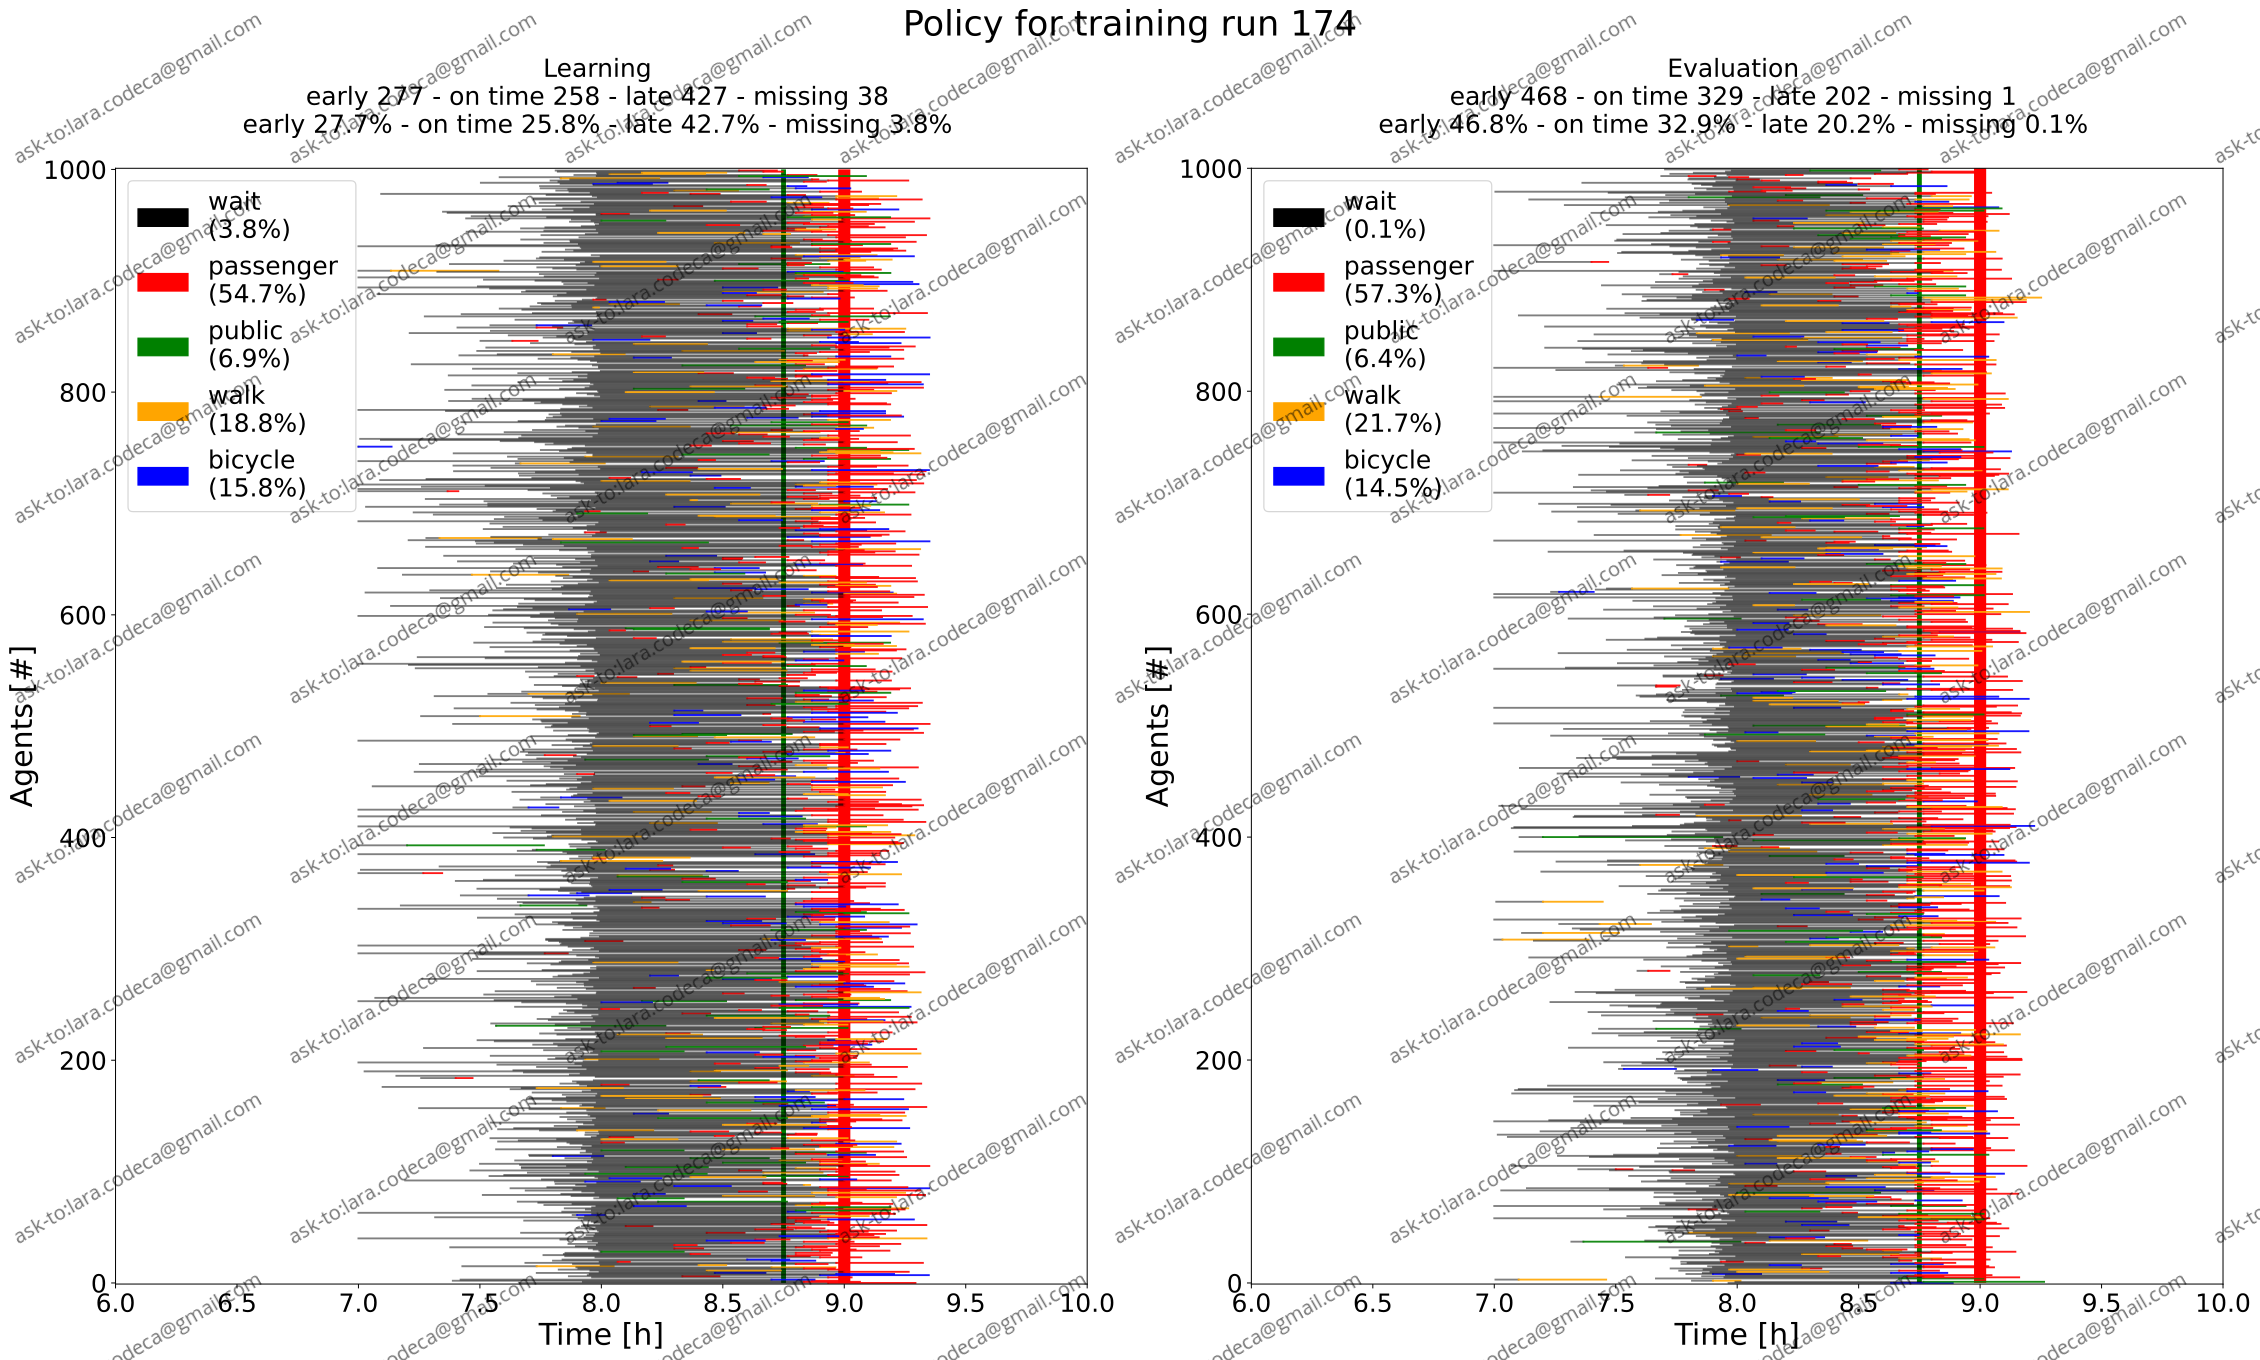 Policy for training run 174
Learning
early 277 - on time 258 - late 427 - missing 38
early 27.7% - on time 25.8% - late 42.7% - missing 3.8%
1000
800
600
400
200
0
Agents [#]
wait
(3.8%)
passenger
(54.7%)
public
(6.9%)
walk
(18.8%)
bicycle
(15.8%)
6.0 6.5 7.0 7.5 8.0 8.5 9.0 9.5 10.0
Time [h]
Evaluation
early 468 - on time 329 - late 202 - missing 1
early 46.8% - on time 32.9% - late 20.2% - missing 0.1%
1000
800
600
400
200
0
Agents [#]
wait
(0.1%)
passenger
(57.3%)
public
(6.4%)
walk
(21.7%)
bicycle
(14.5%)
6.0 6.5 7.0 7.5 8.0 8.5 9.0 9.5 10.0
Time [h]
ask-to:lara.codeca@gmail.com